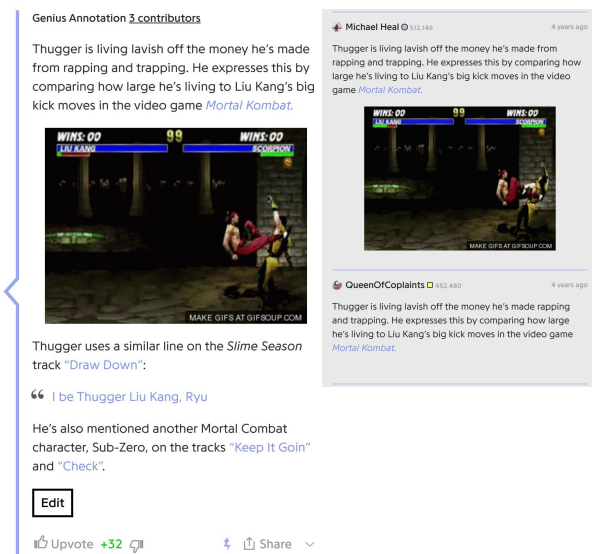 Genius Annotation 3 contributors
Thugger is living lavish off the money he's made
from rapping and trapping. He expresses this by
comparing how large he's living to Liu Kang's big
kick moves in the video game Mortal Kombat.
WINS: 00 99 WINS: 00
LIU KANG SCORPION
MAKE GIFS AT GIFSOUP.COM
Thugger uses a similar line on the Slime Season
track “Draw Down”:
“ I be Thugger Liu Kang, Ryu
He's also mentioned another Mortal Combat
character, Sub-Zero, on the tracks “Keep It Goin”
and “Check”.
Edit
Upvote +32 Share
Michael Heal 512,146 4 years ago
Thugger is living lavish off the money he's made from
rapping and trapping. He expresses this by comparing how
large he's living to Liu Kang's big kick moves in the video
game Mortal Kombat.
WINS: 00 99 WINS: 00
LIU KANG SCORPION
MAKE GIFS AT GIFSOUP.COM
QueenOfCoplaints 452,480 4 years ago
Thugger is living lavish off the money he's made rapping
and trapping. He expresses this by comparing how large
he's living to Liu Kang's big kick moves in the video game
Mortal Kombat.